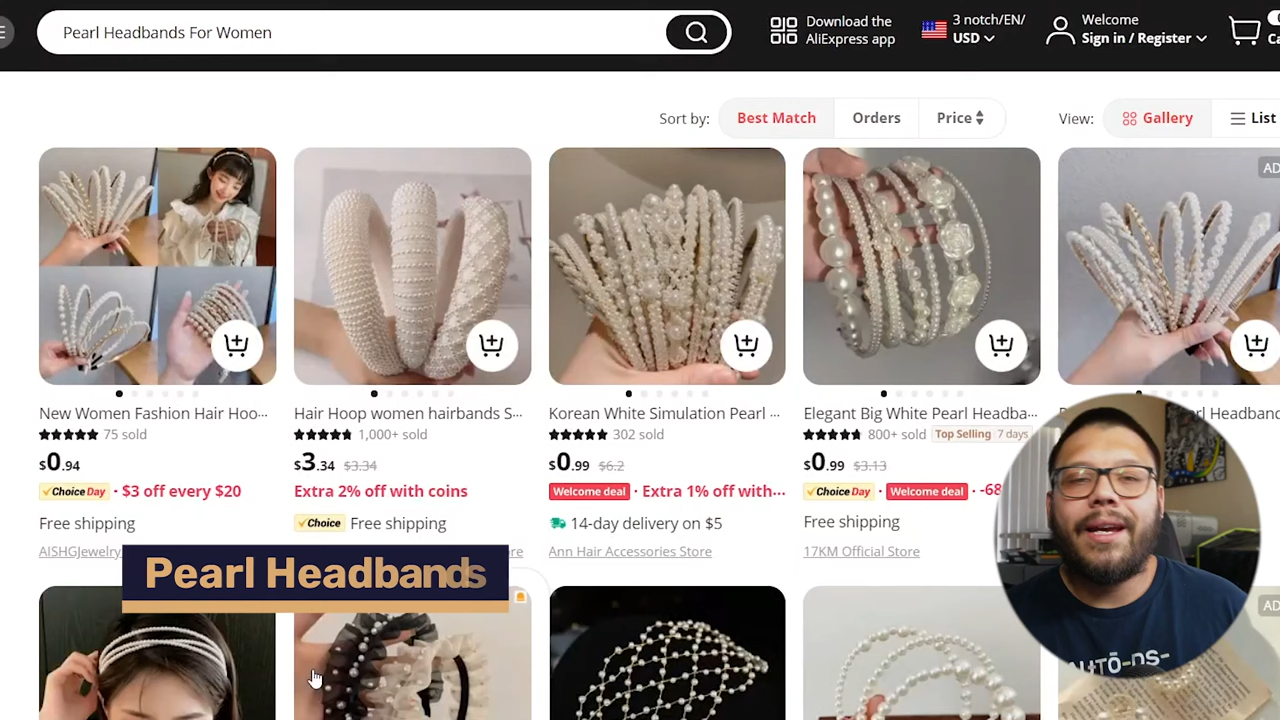 Pearl Headbands For Women
Download the
AliExpress app
3 notch/EN/
USD
Welcome
Sign in / Register
Sort by:
Best Match
Orders
Price
View:
Gallery
List
AD
New Women Fashion Hair Hoo...
75 sold
$0.94
Choice Day · $3 off every $20
Free shipping
AISHGJewelry
Hair Hoop women hairbands S...
1,000+ sold
$3.34 $3.34
Extra 2% off with coins
Choice Free shipping
Korean White Simulation Pearl ...
302 sold
$0.99 $6.2
Welcome deal · Extra 1% off with...
14-day delivery on $5
Ann Hair Accessories Store
Elegant Big White Pearl Headba...
800+ sold Top Selling 7 days
$0.99 $3.13
Choice Day · Welcome deal · -68
Free shipping
17KM Official Store
Pearl Headbands
AD